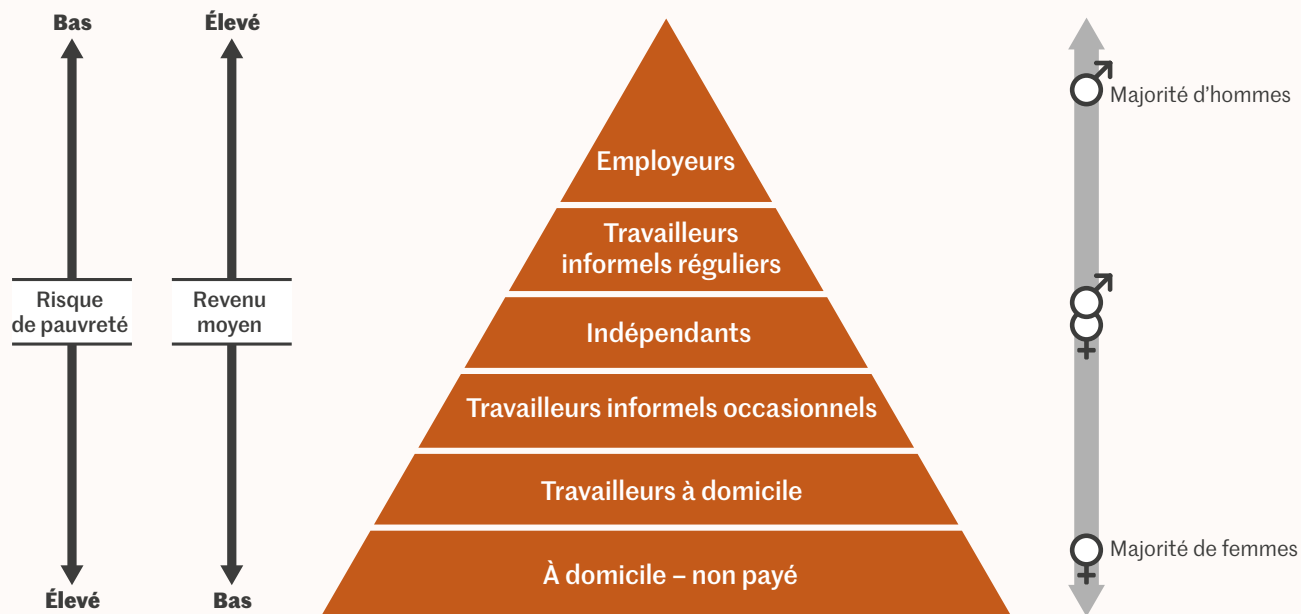 Bas
Élevé
Risque
de pauvreté
Revenu
moyen
Élevé
Bas
Employeurs
Travailleurs
informels réguliers
Indépendants
Travailleurs informels occasionnels
Travailleurs à domicile
À domicile – non payé
Majorité d'hommes
Majorité de femmes